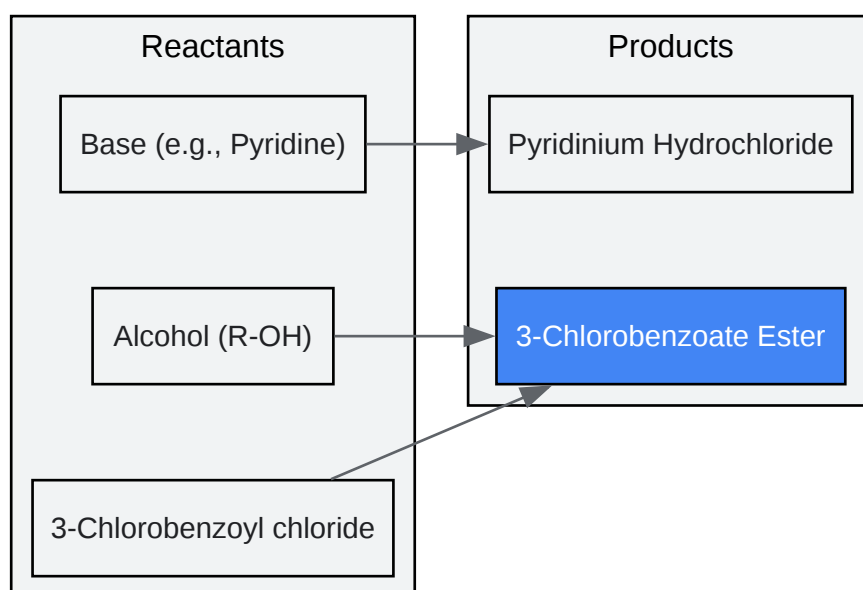 Reactants
Products
Base (e.g., Pyridine)
Pyridinium Hydrochloride
Alcohol (R-OH)
3-Chlorobenzoate Ester
3-Chlorobenzoyl chloride